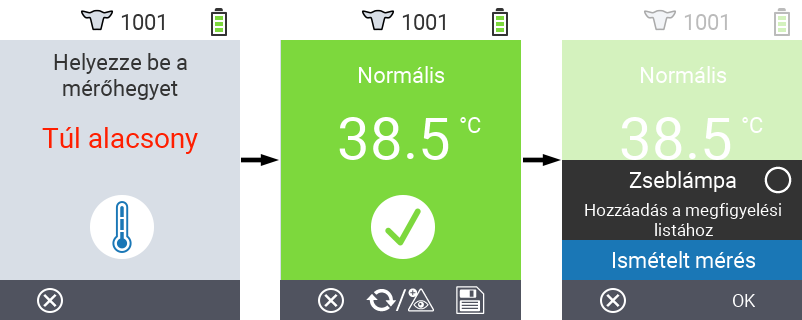 1001
Helyezze be a
mérőhegyet
Túl alacsony
1001
Normális
38.5 °C
1001
Normális
38.5 °C
Zseblámpa
Hozzáadás a megfigyelési
listához
Ismételt mérés
OK